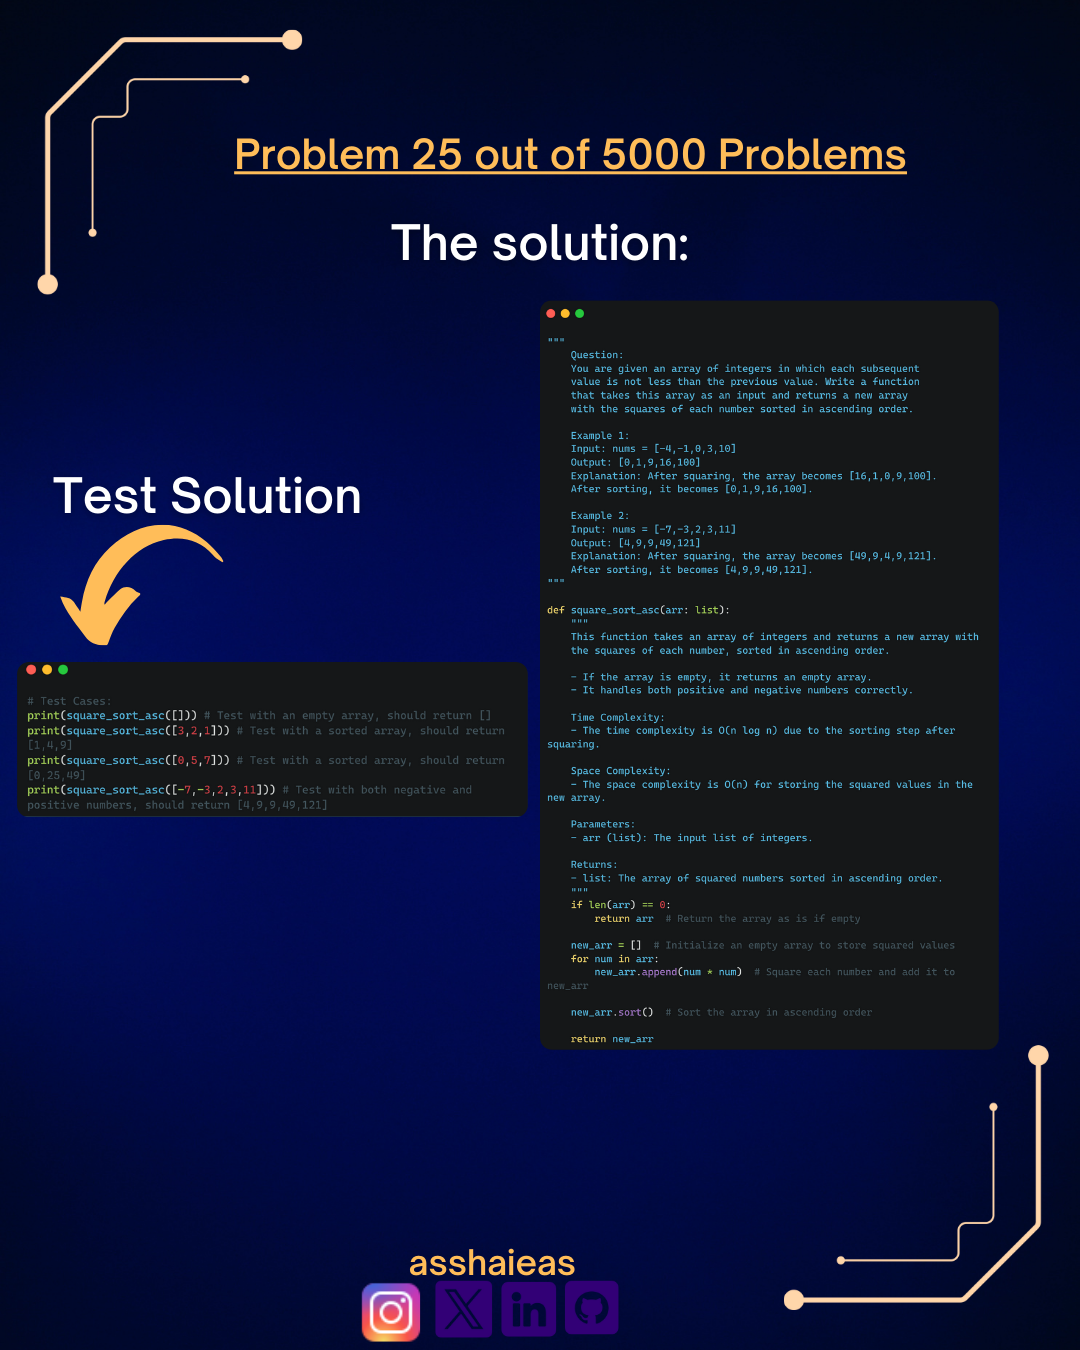 Problem 25 out of 5000 Problems
The solution:
Test Solution
# Test Cases:
print(square_sort_asc([])) # Test with an empty array, should return []
print(square_sort_asc([3,2,1])) # Test with a sorted array, should return
[1,4,9]
print(square_sort_asc([0,5,7])) # Test with a sorted array, should return
[0,25,49]
print(square_sort_asc([-7,-3,2,3,11])) # Test with both negative and
positive numbers, should return [4,9,9,49,121]
"""
Question:
You are given an array of integers in which each subsequent
value is not less than the previous value. Write a function
that takes this array as an input and returns a new array
with the squares of each number sorted in ascending order.
Example 1:
Input: nums = [-4,-1,0,3,10]
Output: [0,1,9,16,100]
Explanation: After squaring, the array becomes [16,1,0,9,100].
After sorting, it becomes [0,1,9,16,100].
Example 2:
Input: nums = [-7,-3,2,3,11]
Output: [4,9,9,49,121]
Explanation: After squaring, the array becomes [49,9,4,9,121].
After sorting, it becomes [4,9,9,49,121].
"""
def square_sort_asc(arr: list):
"""
This function takes an array of integers and returns a new array with
the squares of each number, sorted in ascending order.
- If the array is empty, it returns an empty array.
- It handles both positive and negative numbers correctly.
Time Complexity:
- The time complexity is O(n log n) due to the sorting step after
squaring.
Space Complexity:
- The space complexity is O(n) for storing the squared values in the
new array.
Parameters:
- arr (list): The input list of integers.
Returns:
- list: The array of squared numbers sorted in ascending order.
"""
if len(arr) == 0:
return arr # Return the array as is if empty
new_arr = [] # Initialize an empty array to store squared values
for num in arr:
new_arr.append(num * num) # Square each number and add it to
new_arr
new_arr.sort() # Sort the array in ascending order
return new_arr
asshaieas